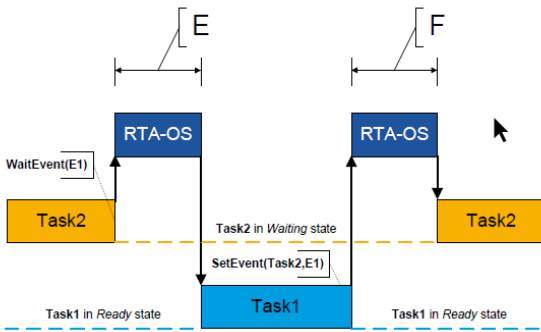 E
F
RTA-OS
RTA-OS
WaitEvent(E1)
Task2
Task2 in Waiting state
Task2
SetEvent(Task2,E1)
Task1 in Ready state
Task1
Task1 in Ready state